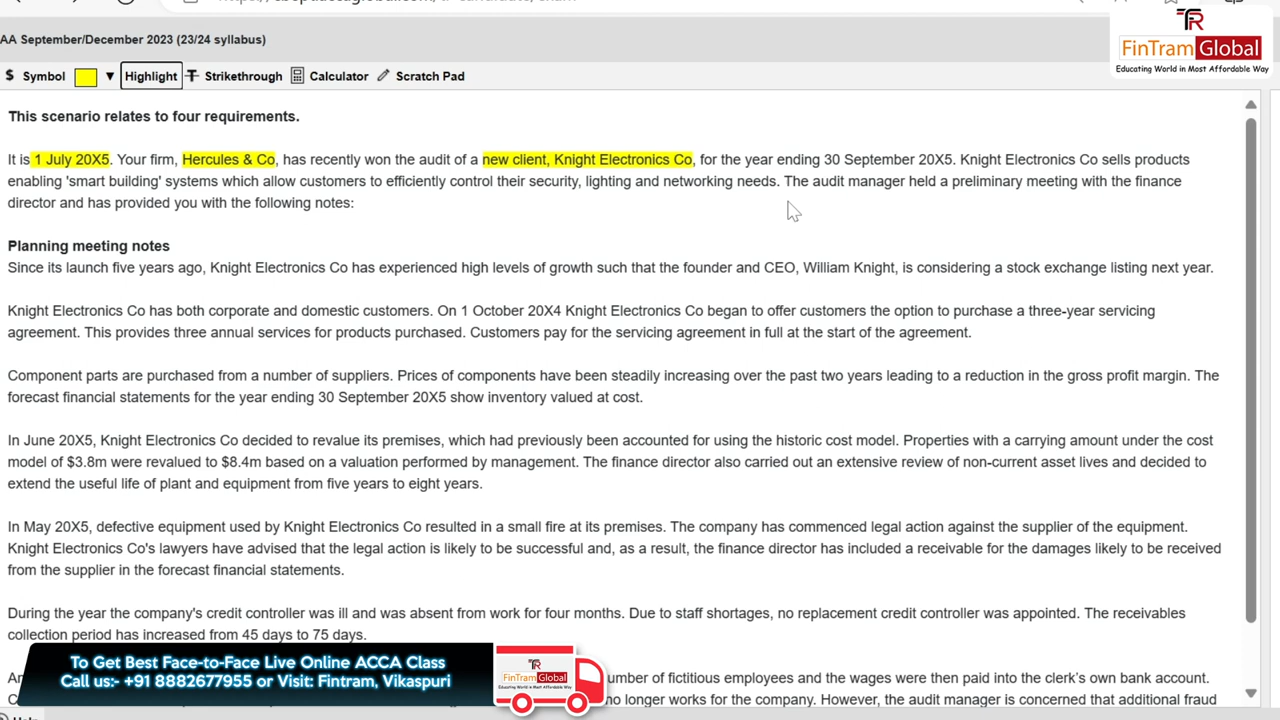 AA September/December 2023 (23/24 syllabus)
FinTram Global
Educating World in Most Affordable Way
$ Symbol ▼ Highlight Strikethrough Calculator Scratch Pad
This scenario relates to four requirements.
It is 1 July 20X5. Your firm, Hercules & Co, has recently won the audit of a new client, Knight Electronics Co, for the year ending 30 September 20X5. Knight Electronics Co sells products
enabling 'smart building' systems which allow customers to efficiently control their security, lighting and networking needs. The audit manager held a preliminary meeting with the finance
director and has provided you with the following notes:
Planning meeting notes
Since its launch five years ago, Knight Electronics Co has experienced high levels of growth such that the founder and CEO, William Knight, is considering a stock exchange listing next year.
Knight Electronics Co has both corporate and domestic customers. On 1 October 20X4 Knight Electronics Co began to offer customers the option to purchase a three-year servicing
agreement. This provides three annual services for products purchased. Customers pay for the servicing agreement in full at the start of the agreement.
Component parts are purchased from a number of suppliers. Prices of components have been steadily increasing over the past two years leading to a reduction in the gross profit margin. The
forecast financial statements for the year ending 30 September 20X5 show inventory valued at cost.
In June 20X5, Knight Electronics Co decided to revalue its premises, which had previously been accounted for using the historic cost model. Properties with a carrying amount under the cost
model of $3.8m were revalued to $8.4m based on a valuation performed by management. The finance director also carried out an extensive review of non-current asset lives and decided to
extend the useful life of plant and equipment from five years to eight years.
In May 20X5, defective equipment used by Knight Electronics Co resulted in a small fire at its premises. The company has commenced legal action against the supplier of the equipment.
Knight Electronics Co's lawyers have advised that the legal action is likely to be successful and, as a result, the finance director has included a receivable for the damages likely to be received
from the supplier in the forecast financial statements.
During the year the company's credit controller was ill and was absent from work for four months. Due to staff shortages, no replacement credit controller was appointed. The receivables
collection period has increased from 45 days to 75 days.
umber of fictitious employees and the wages were then paid into the clerk's own bank account.
no longer works for the company. However, the audit manager is concerned that additional fraud
To Get Best Face-to-Face Live Online ACCA Class
Call us:- +91 8882677955 or Visit: Fintram, Vikaspuri
FinTram Global